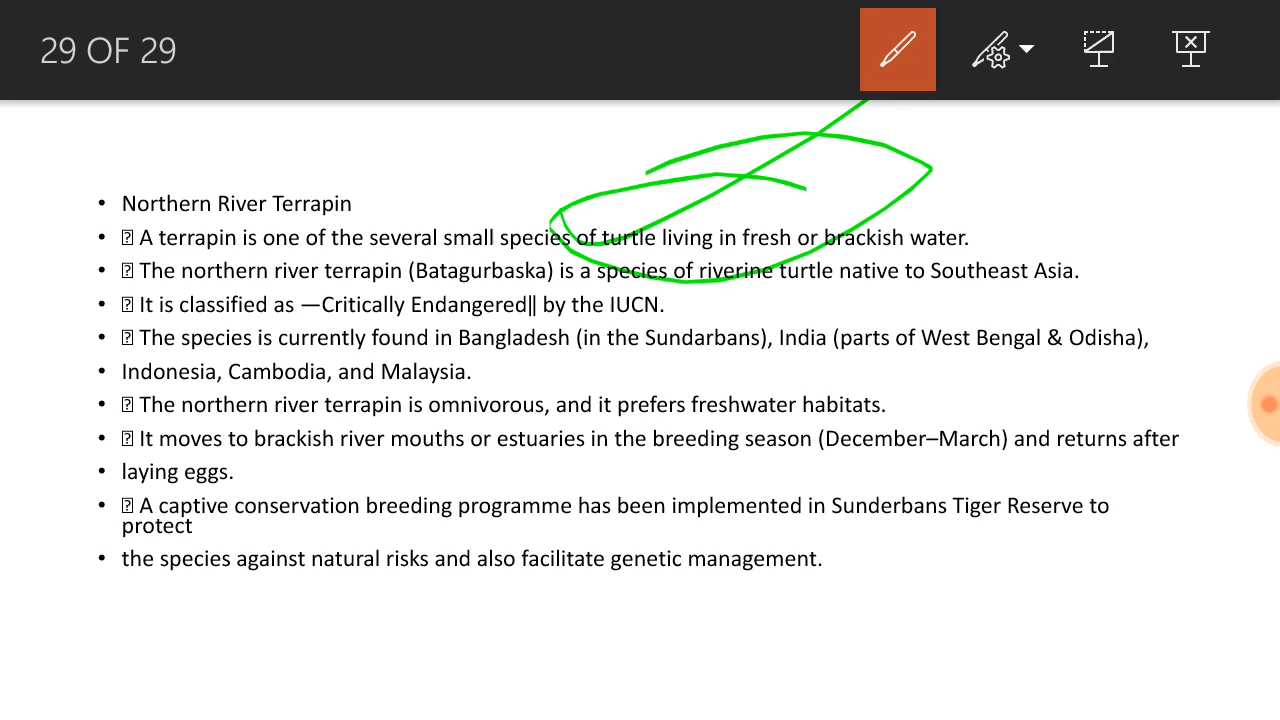 29 OF 29
• Northern River Terrapin
• ⍰ A terrapin is one of the several small species of turtle living in fresh or brackish water.
• ⍰ The northern river terrapin (Batagurbaska) is a species of riverine turtle native to Southeast Asia.
• ⍰ It is classified as ―Critically Endangered‖ by the IUCN.
• ⍰ The species is currently found in Bangladesh (in the Sundarbans), India (parts of West Bengal & Odisha),
• Indonesia, Cambodia, and Malaysia.
• ⍰ The northern river terrapin is omnivorous, and it prefers freshwater habitats.
• ⍰ It moves to brackish river mouths or estuaries in the breeding season (December–March) and returns after
• laying eggs.
• ⍰ A captive conservation breeding programme has been implemented in Sunderbans Tiger Reserve to
protect
• the species against natural risks and also facilitate genetic management.